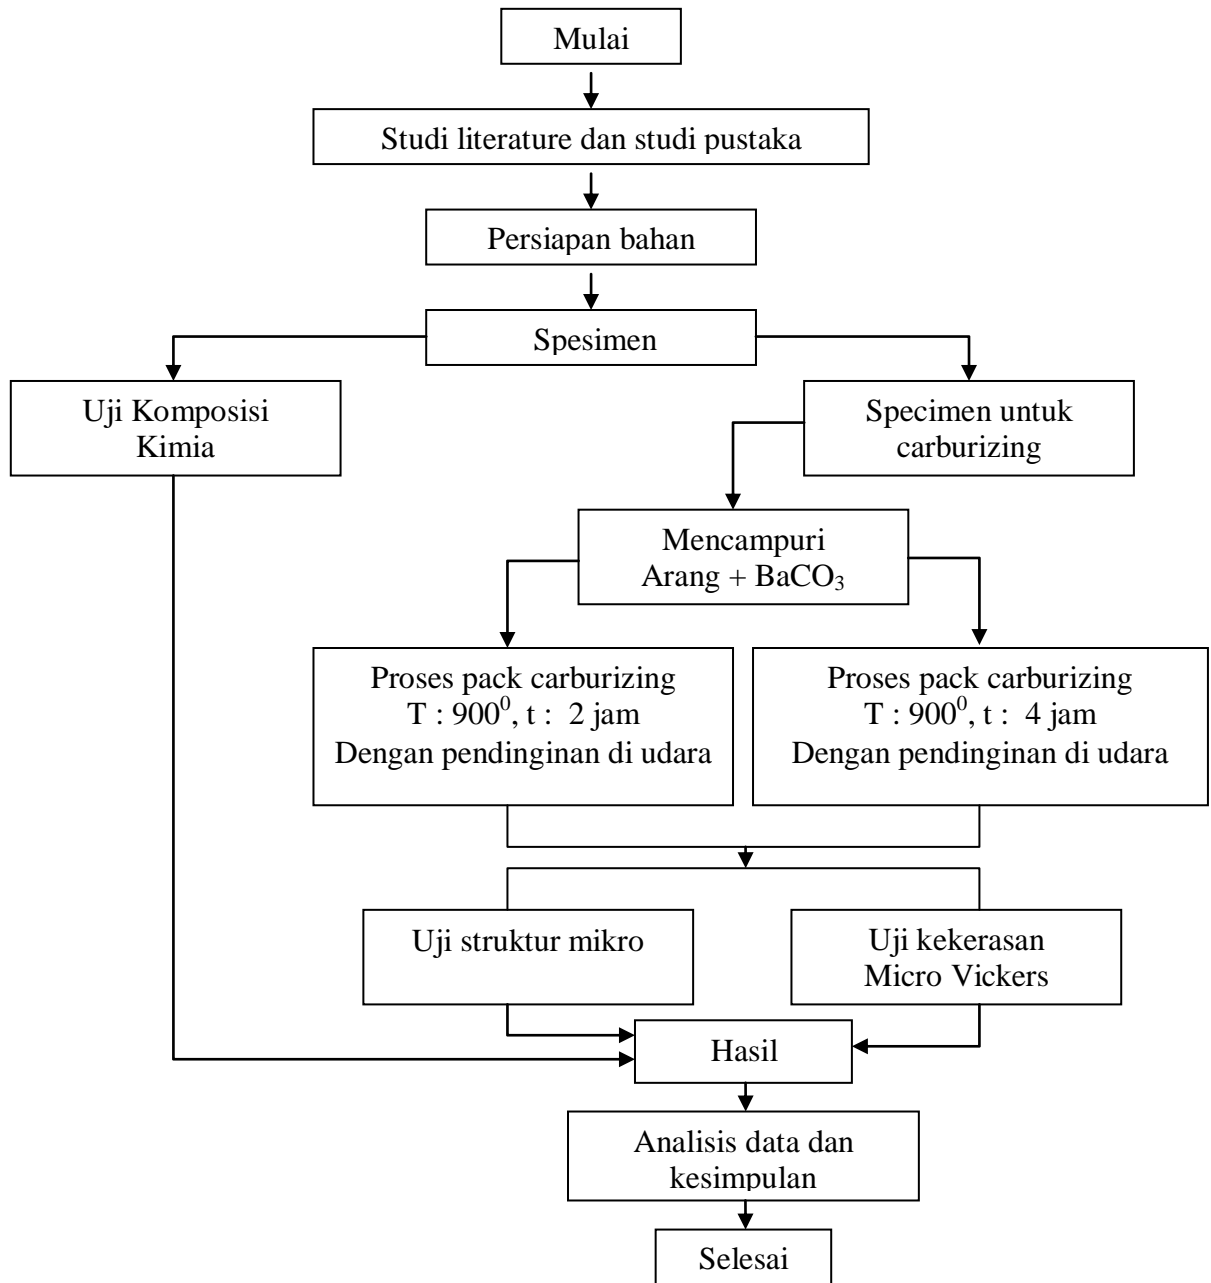 Mulai
Studi literature dan studi pustaka
Persiapan bahan
Spesimen
Uji Komposisi
Kimia
Specimen untuk
carburizing
Mencampuri
Arang + BaCO₃
Proses pack carburizing
T : 900⁰, t :  2 jam
Dengan pendinginan di udara
Proses pack carburizing
T : 900⁰, t :  4 jam
Dengan pendinginan di udara
Uji struktur mikro
Uji kekerasan
Micro Vickers
Hasil
Analisis data dan
kesimpulan
Selesai